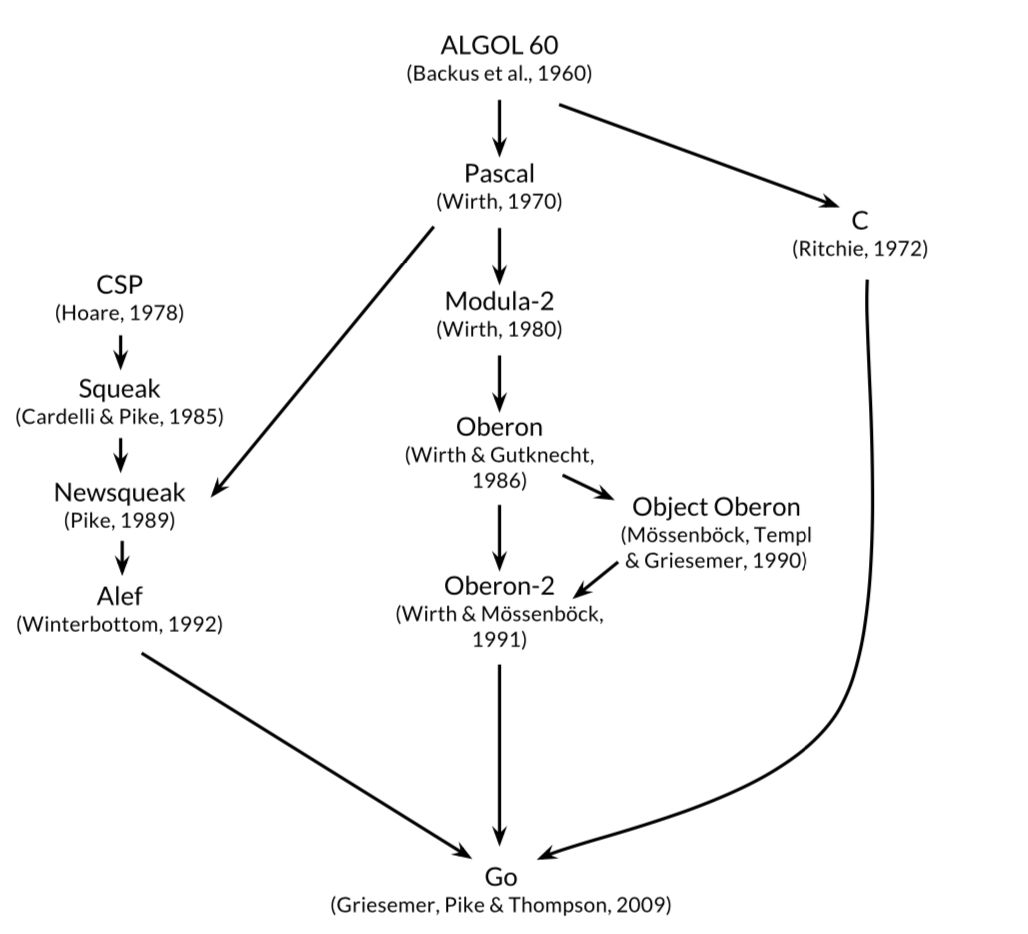 ALGOL 60
(Backus et al., 1960)
Pascal
(Wirth, 1970)
C
(Ritchie, 1972)
CSP
(Hoare, 1978)
Modula-2
(Wirth, 1980)
Squeak
(Cardelli & Pike, 1985)
Oberon
(Wirth & Gutknecht,
1986)
Newsqueak
(Pike, 1989)
Object Oberon
(Mössenböck, Templ
& Griesemer, 1990)
Alef
(Winterbottom, 1992)
Oberon-2
(Wirth & Mössenböck,
1991)
Go
(Griesemer, Pike & Thompson, 2009)